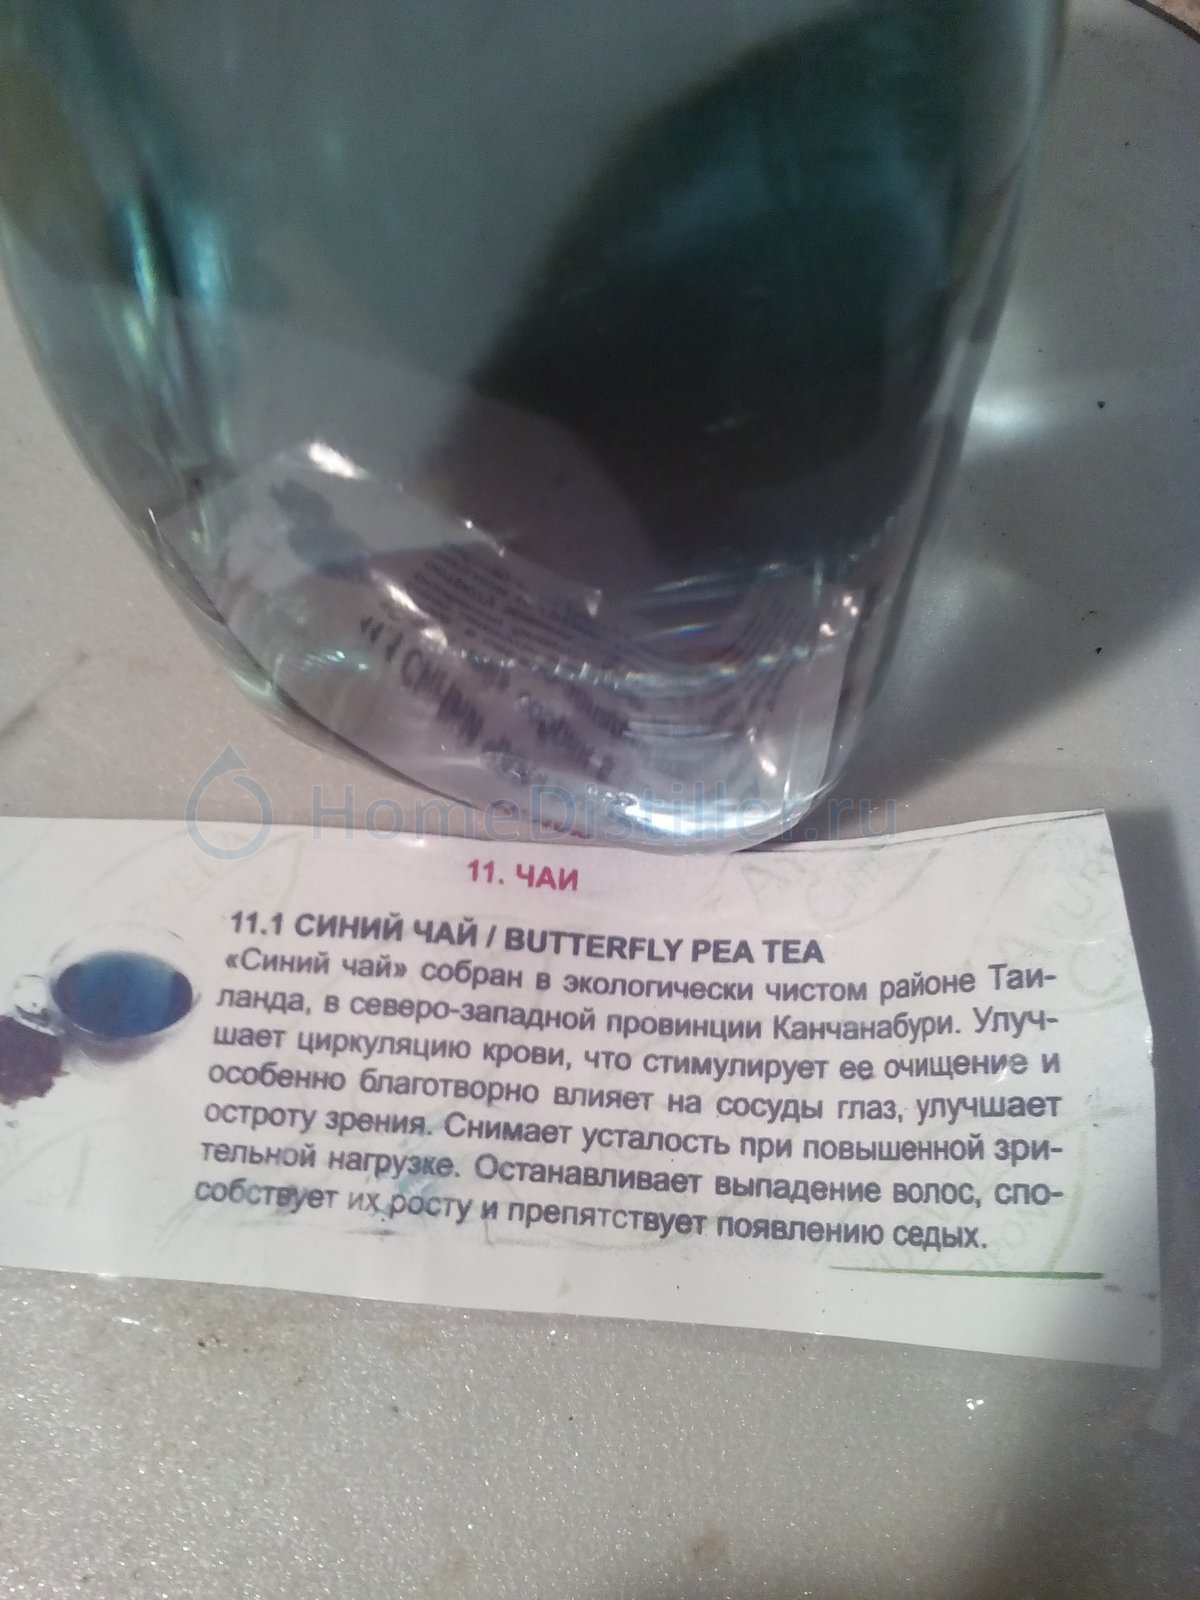 HomeDistiller.ru
11. ЧАИ
11.1 СИНИЙ ЧАЙ / BUTTERFLY PEA TEA
«Синий чай» собран в экологически чистом районе Таи-
ланда, в северо-западной провинции Канчанабури. Улуч-
шает циркуляцию крови, что стимулирует ее очищение и
особенно благотворно влияет на сосуды глаз, улучшает
остроту зрения. Снимает усталость при повышенной зри-
тельной нагрузке. Останавливает выпадение волос, спо-
собствует их росту и препятствует появлению седых.